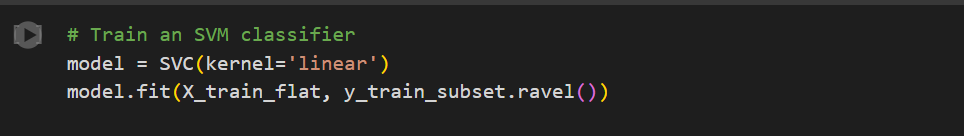 # Train an SVM classifier
model = SVC(kernel='linear')
model.fit(X_train_flat, y_train_subset.ravel())